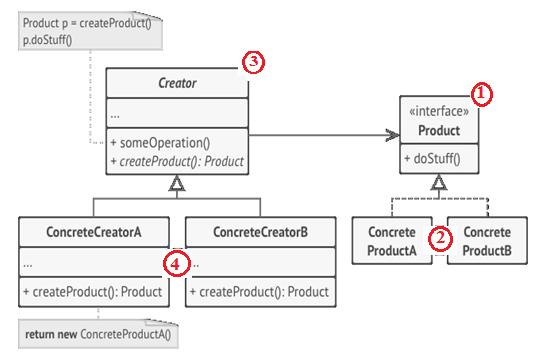 Product p = createProduct()
p.doStuff()
3
Creator
...
+ someOperation()
+ createProduct(): Product
1
«interface»
Product
+ doStuff()
ConcreteCreatorA
...
+ createProduct(): Product
4
ConcreteCreatorB
..
+ createProduct(): Product
Concrete
ProductA
2
Concrete
ProductB
return new ConcreteProductA()